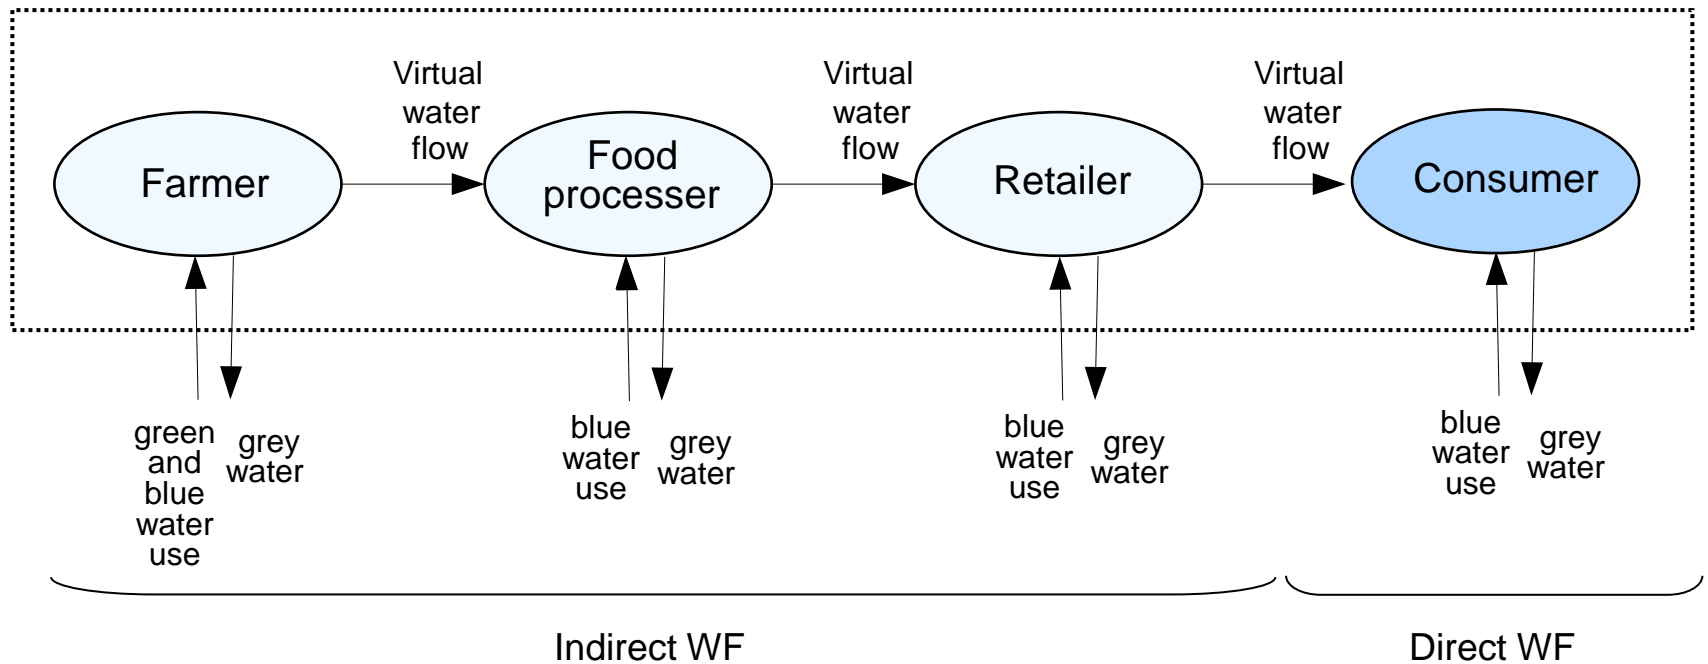 Virtual
water
flow
Virtual
water
flow
Virtual
water
flow
Farmer
Food
processer
Retailer
Consumer
green
and
blue
water
use
grey
water
blue
water
use
grey
water
blue
water
use
grey
water
blue
water
use
grey
water
Indirect WF
Direct WF